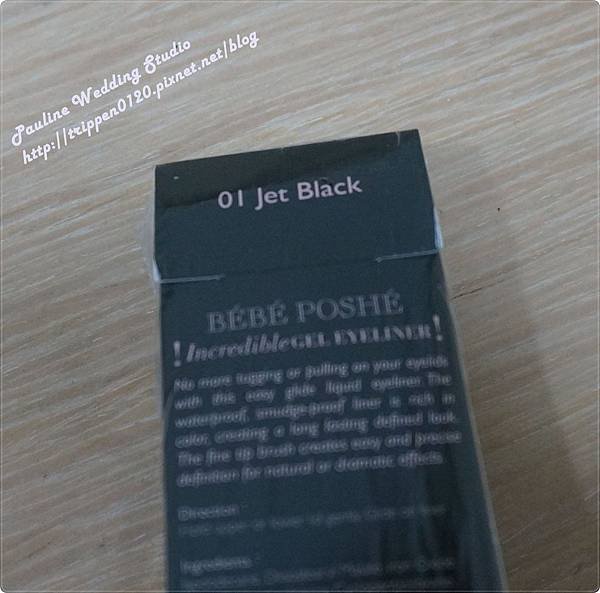 Pauline Wedding Studio
http://trippen0120.pixnet.net/blog
01 Jet Black
BÉBÉ POSHÉ
! Incredible GEL EYELINER !
No more tugging or pulling on your eyelids
with this easy glide liquid eyeliner. The
waterproof, smudge-proof liner is rich in
color, creating a long lasting defined look.
The fine tip brush creates easy and precise
definition for natural or dramatic effects.
Direction
Ingredients